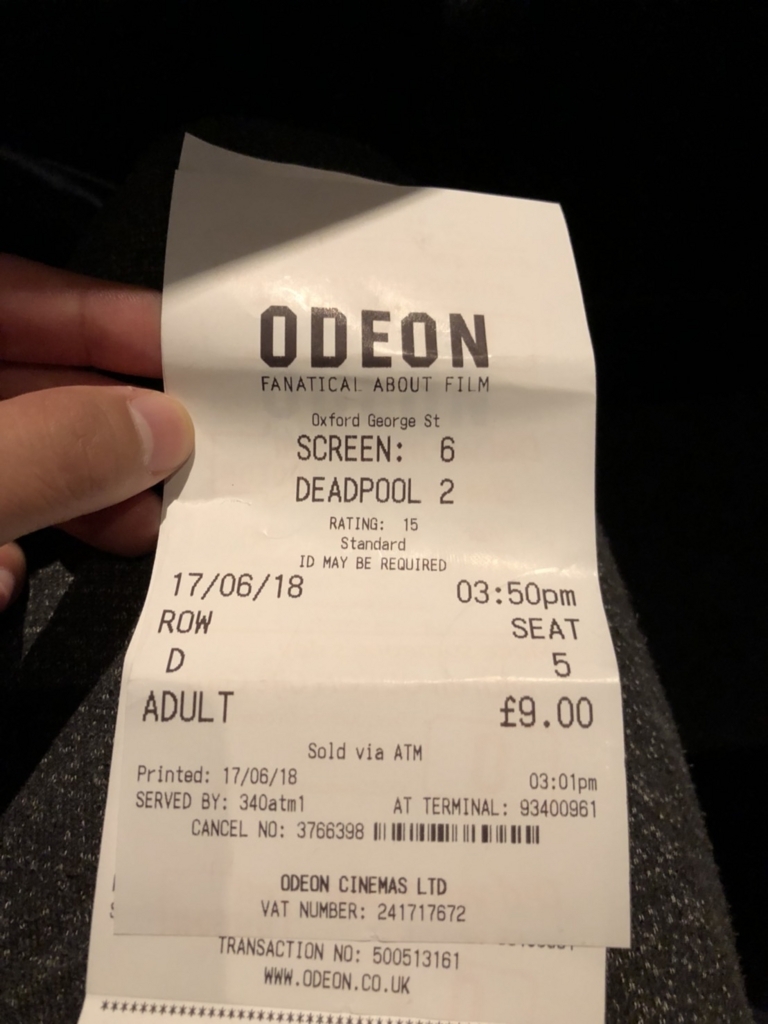 ODEON
FANATICAL ABOUT FILM
Oxford George St
SCREEN: 6
DEADPOOL 2
RATING: 15
Standard
ID MAY BE REQUIRED
17/06/18 03:50pm
ROW SEAT
D 5
ADULT £9.00
Sold via ATM
Printed: 17/06/18 03:01pm
SERVED BY: 340atm1 AT TERMINAL: 93400961
CANCEL NO: 3766398
ODEON CINEMAS LTD
VAT NUMBER: 241717672
TRANSACTION NO: 500513161
WWW.ODEON.CO.UK
************************************